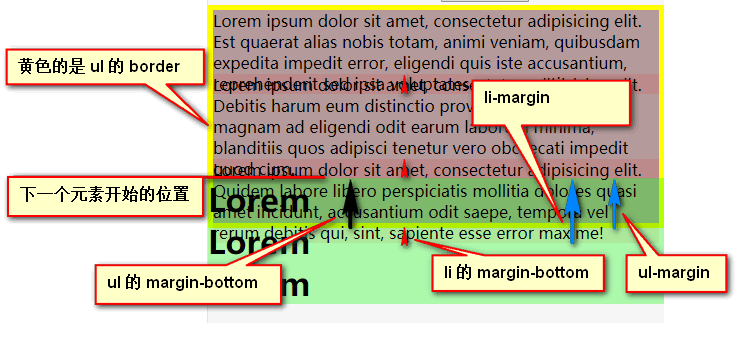 Lorem ipsum dolor sit amet, consectetur adipisicing elit.
Est quaerat alias nobis totam, animi veniam, quibusdam
expedita impedit error, eligendi quis iste accusantium,
黄色的是 ul 的 border
reprehenderit sed ipsa voluptates
Lorem ipsum dolor sit amet, elit.
li-margin
Debitis harum eum distinctio
magnam ad eligendi odit earum minima,
blanditiis quos adipisci tenetur vero obcaecati impedit
Lorem ipsum dolor sit amet, consectetur adipisicing elit.
下一个元素开始的位置
Quidem labore libero perspiciatis mollitia dolores quasi
Lorem
amet incidunt, accusantium odit saepe, vel
rerum debitis qui, sint, sapiente esse error maxime!
Lorem
ul 的 margin-bottom
li 的 margin-bottom
ul-margin